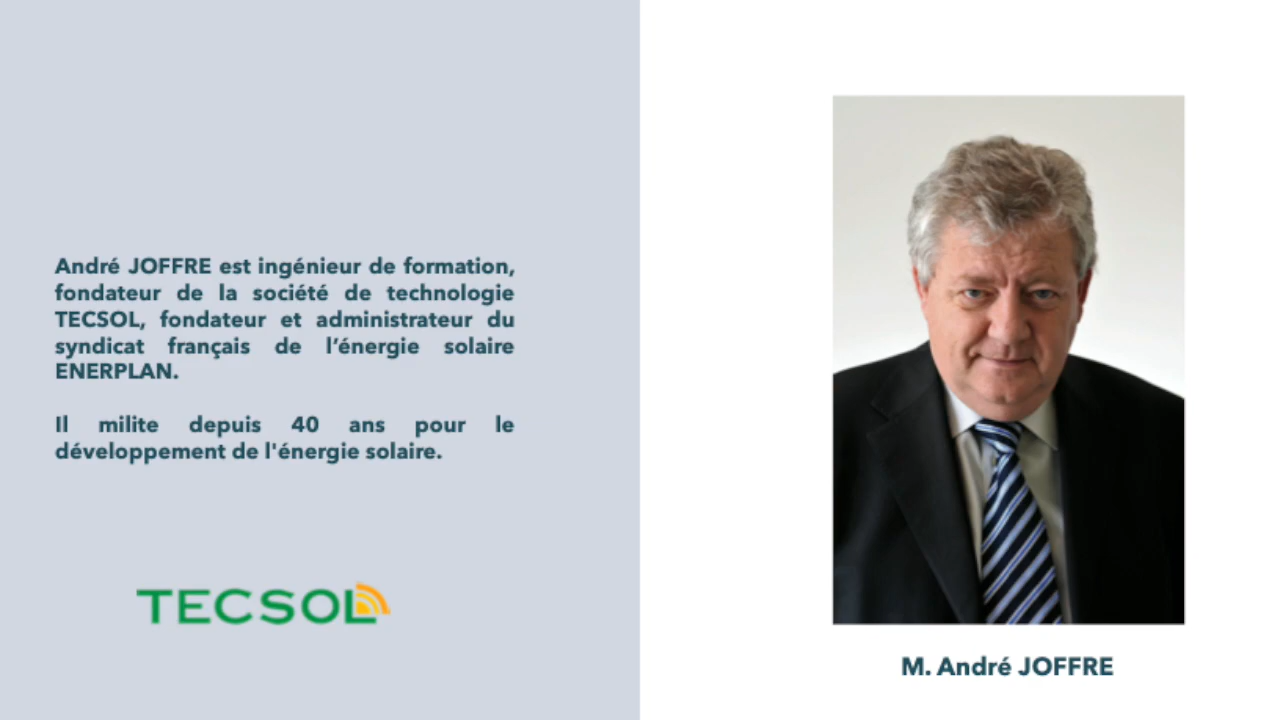 André JOFFRE est ingénieur de formation,
fondateur de la société de technologie
TECSOL, fondateur et administrateur du
syndicat français de l’énergie solaire
ENERPLAN.
Il milite depuis 40 ans pour le
développement de l'énergie solaire.
TECSOL
M. André JOFFRE